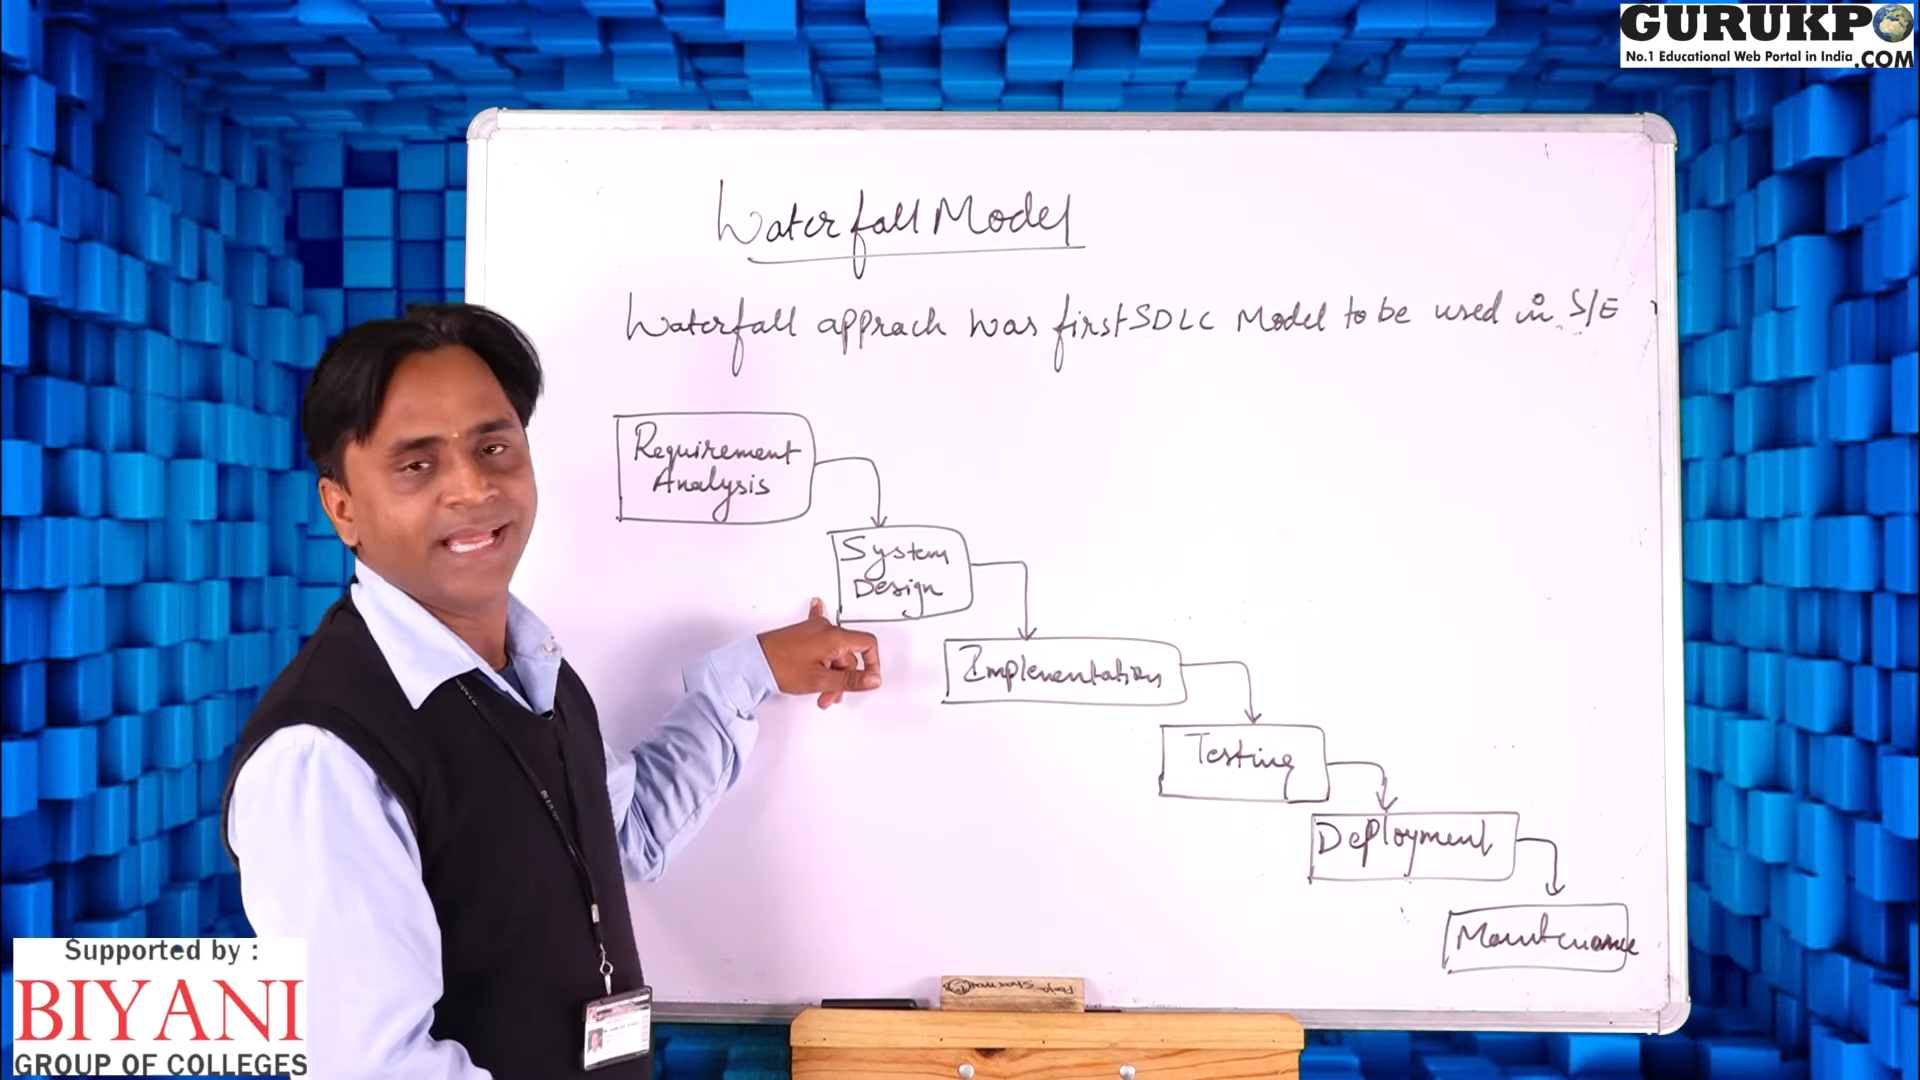 GURUKPO
No.1 Educational Web Portal in India
.COM
Waterfall Model
Waterfall apprach was first SDLC Model to be used in S/E
Requirement
Analysis
System
Design
Implementation
Testing
Deployment
Maintenance
Supported by :
BIYANI
GROUP OF COLLEGES